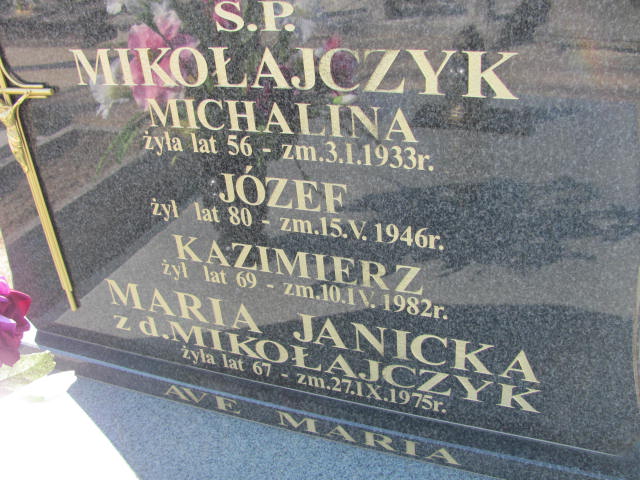 Ś.P.
MIKOŁAJCZYK
MICHALINA
żyła lat 56 - zm.3.I.1933r.
JÓZEF
żył lat 80 - zm.15.V.1946r.
KAZIMIERZ
żył lat 69 - zm.10.IV.1982r.
MARIA JANICKA
z d.MIKOŁAJCZYK
żyła lat 67 - zm.27.IX.1975r.
AVE MARIA